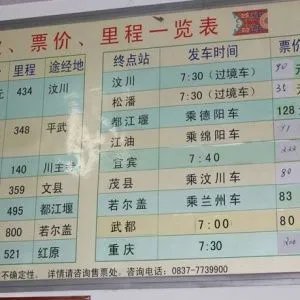 、票价、里程一览表
里程 途经地 终点站 发车时间 票价
元 434 汶川 汶川 7:30(过境车) 90 元
松潘 7:30(过境车) 35 元
348 平武 都江堰 乘德阳车 128
江油 乘绵阳车 91
140 川主寺 宜宾 7:40
359 文县 茂县 乘汶川车 80
495 都江堰 若尔盖 乘兰州车 83
800 若尔盖 武都 7:00 80
521 红原 重庆 7:30
不确定性。 详情请咨询售票处。 咨询电话:0837-7739900